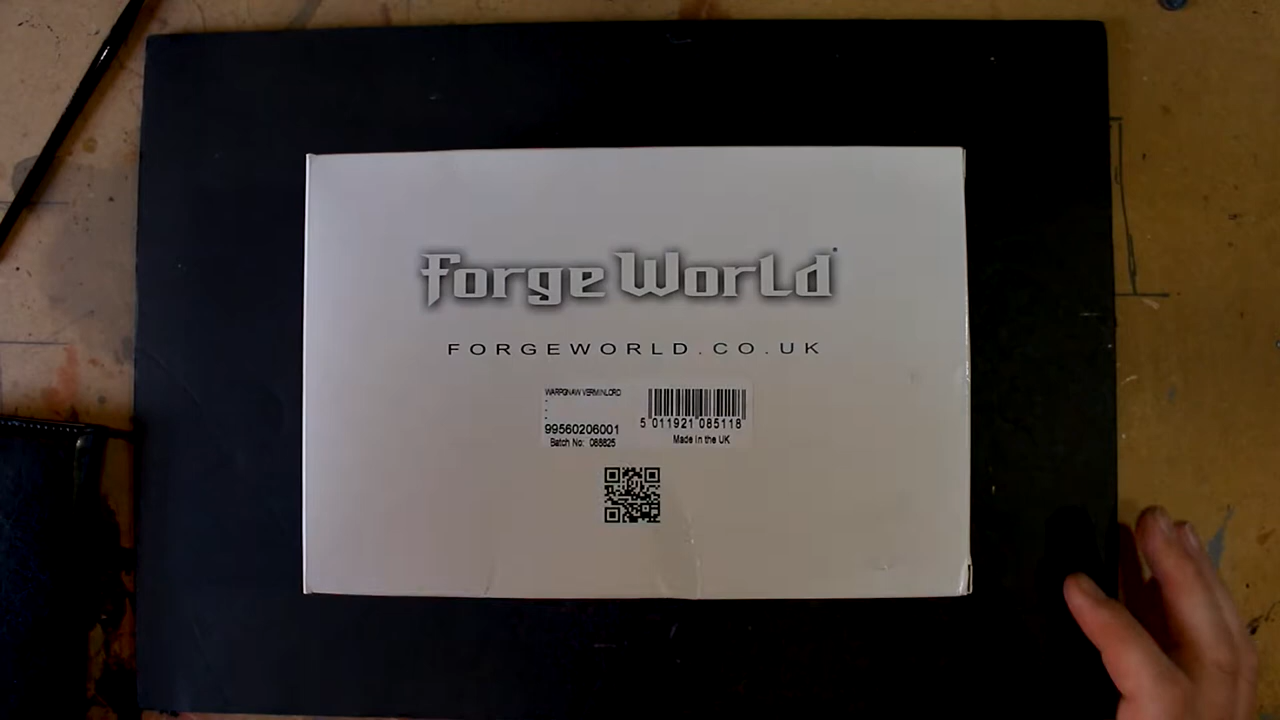 Forge World
FORGEWORLD.CO.UK
WARPGNAW VERMINLORD
-
-
99560206001
Batch No: 088825
5 011921 085118
Made in the UK